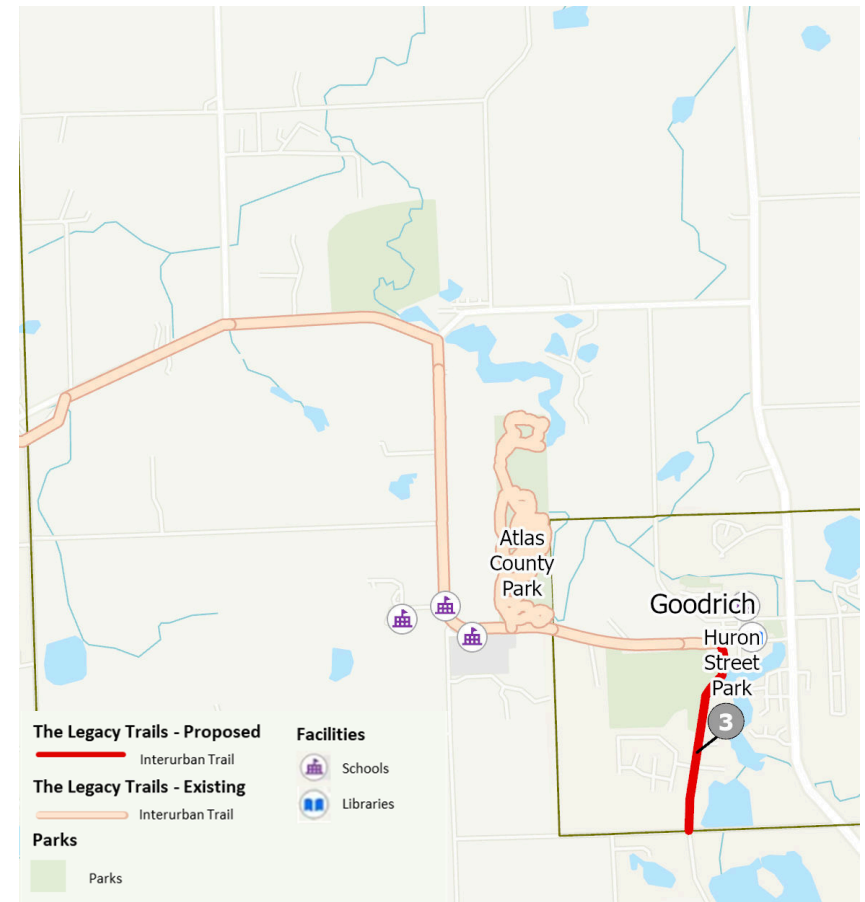 Atlas
County
Park
Goodrich
Huron
Street
Park
3
The Legacy Trails - Proposed
Interurban Trail
The Legacy Trails - Existing
Interurban Trail
Parks
Parks
Facilities
Schools
Libraries